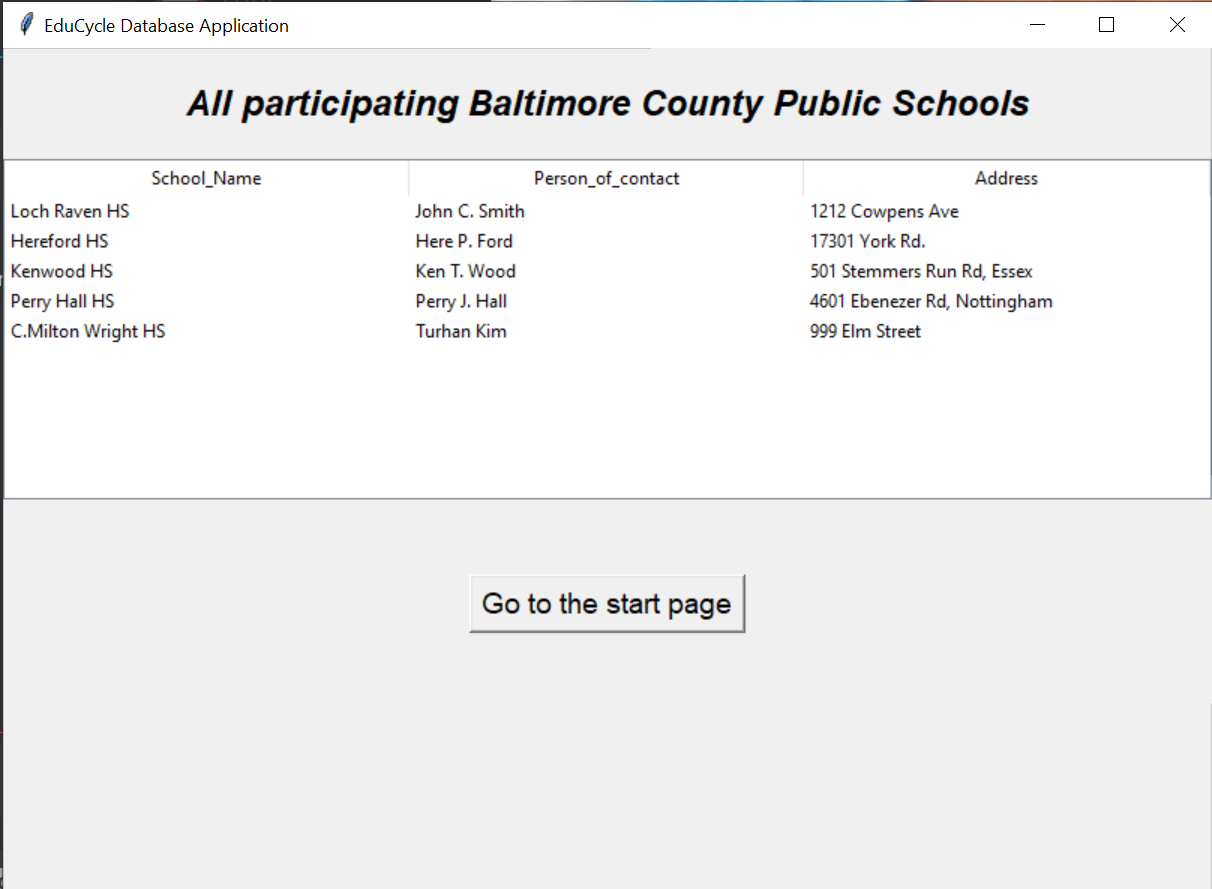 EduCycle Database Application
All participating Baltimore County Public Schools
School_Name Person_of_contact Address
Loch Raven HS John C. Smith 1212 Cowpens Ave
Hereford HS Here P. Ford 17301 York Rd.
Kenwood HS Ken T. Wood 501 Stemmers Run Rd, Essex
Perry Hall HS Perry J. Hall 4601 Ebenezer Rd, Nottingham
C.Milton Wright HS Turhan Kim 999 Elm Street
Go to the start page